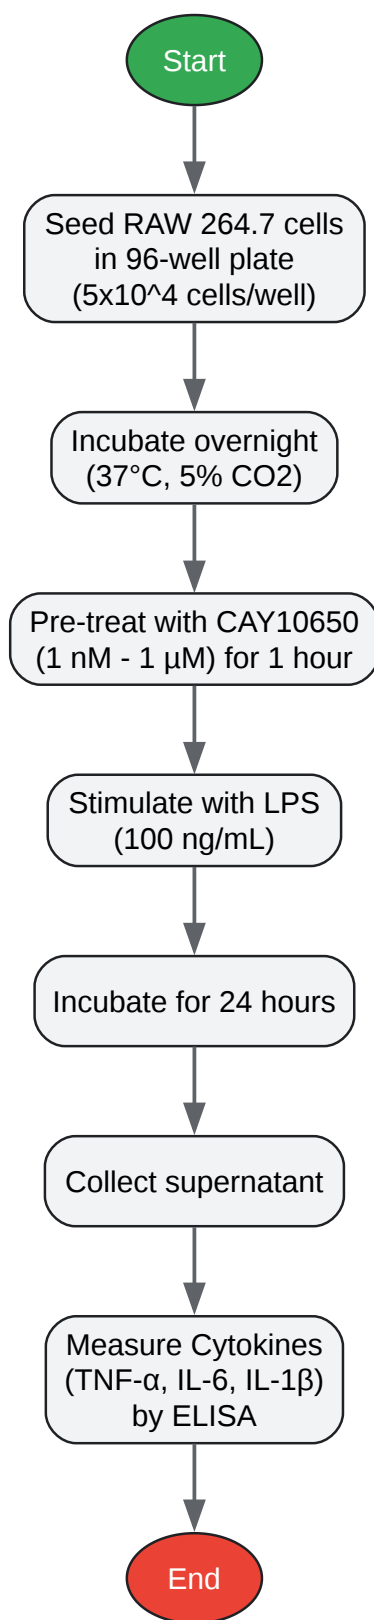 Start
Seed RAW 264.7 cells
in 96-well plate
(5x10^4 cells/well)
Incubate overnight
(37°C, 5% CO2)
Pre-treat with CAY10650
(1 nM - 1 µM) for 1 hour
Stimulate with LPS
(100 ng/mL)
Incubate for 24 hours
Collect supernatant
Measure Cytokines
(TNF-α, IL-6, IL-1β)
by ELISA
End